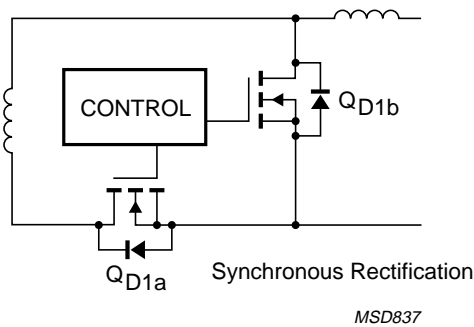 CONTROL
QD1b
QD1a
Synchronous Rectification
MSD837